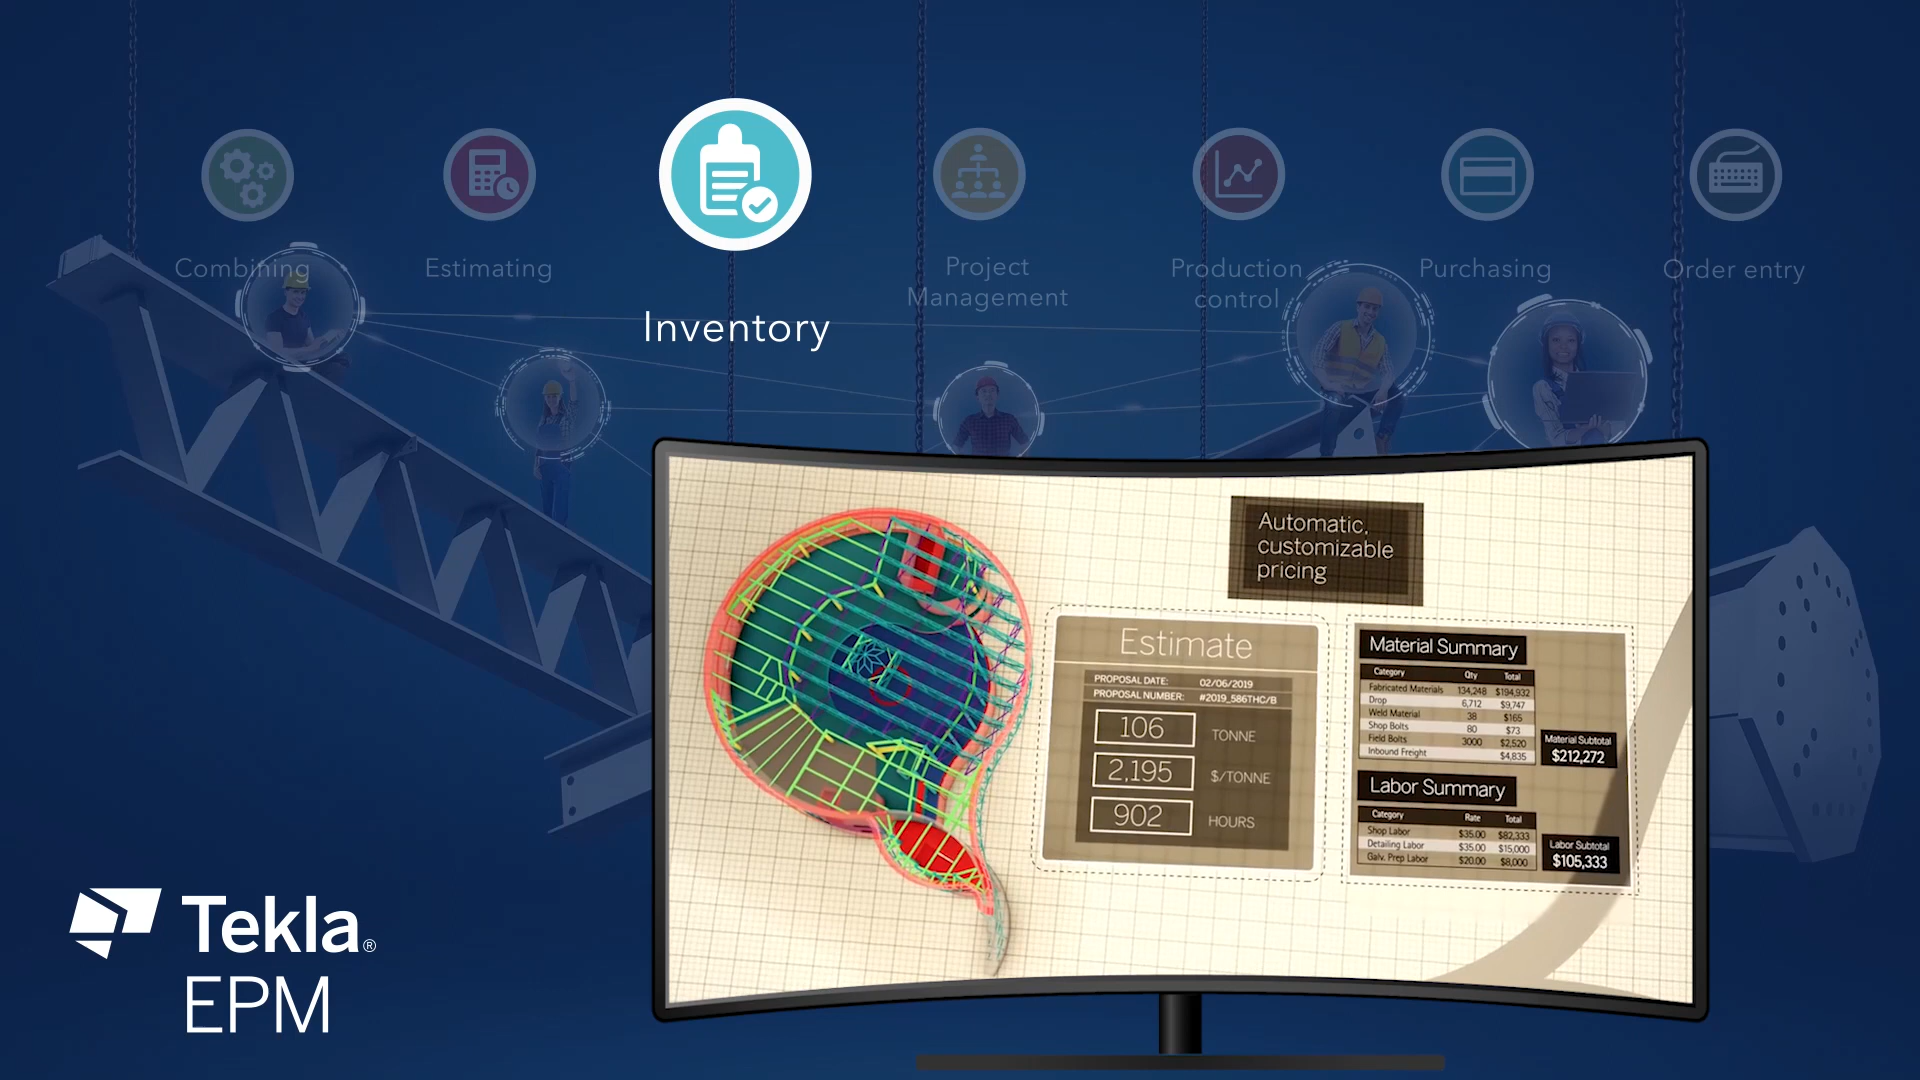 Combining
Estimating
Inventory
Project
Management
Production
control
Purchasing
Order entry
Automatic,
customizable
pricing
Estimate
PROPOSAL DATE: 02/06/2019
PROPOSAL NUMBER: #2019_586THC/B
106 TONNE
2,195 $/TONNE
902 HOURS
Material Summary
Category Qty Total
Fabricated Materials 134,248 $194,932
Drop 6,712 $9,747
Weld Material 38 $165
Shop Bolts 80 $73
Field Bolts 3000 $2,520
Inbound Freight $4,835
Material Subtotal
$212,272
Labor Summary
Category Rate Total
Shop Labor $35.00 $82,333
Detailing Labor $35.00 $15,000
Galv. Prep Labor $20.00 $8,000
Labor Subtotal
$105,333
Tekla®
EPM